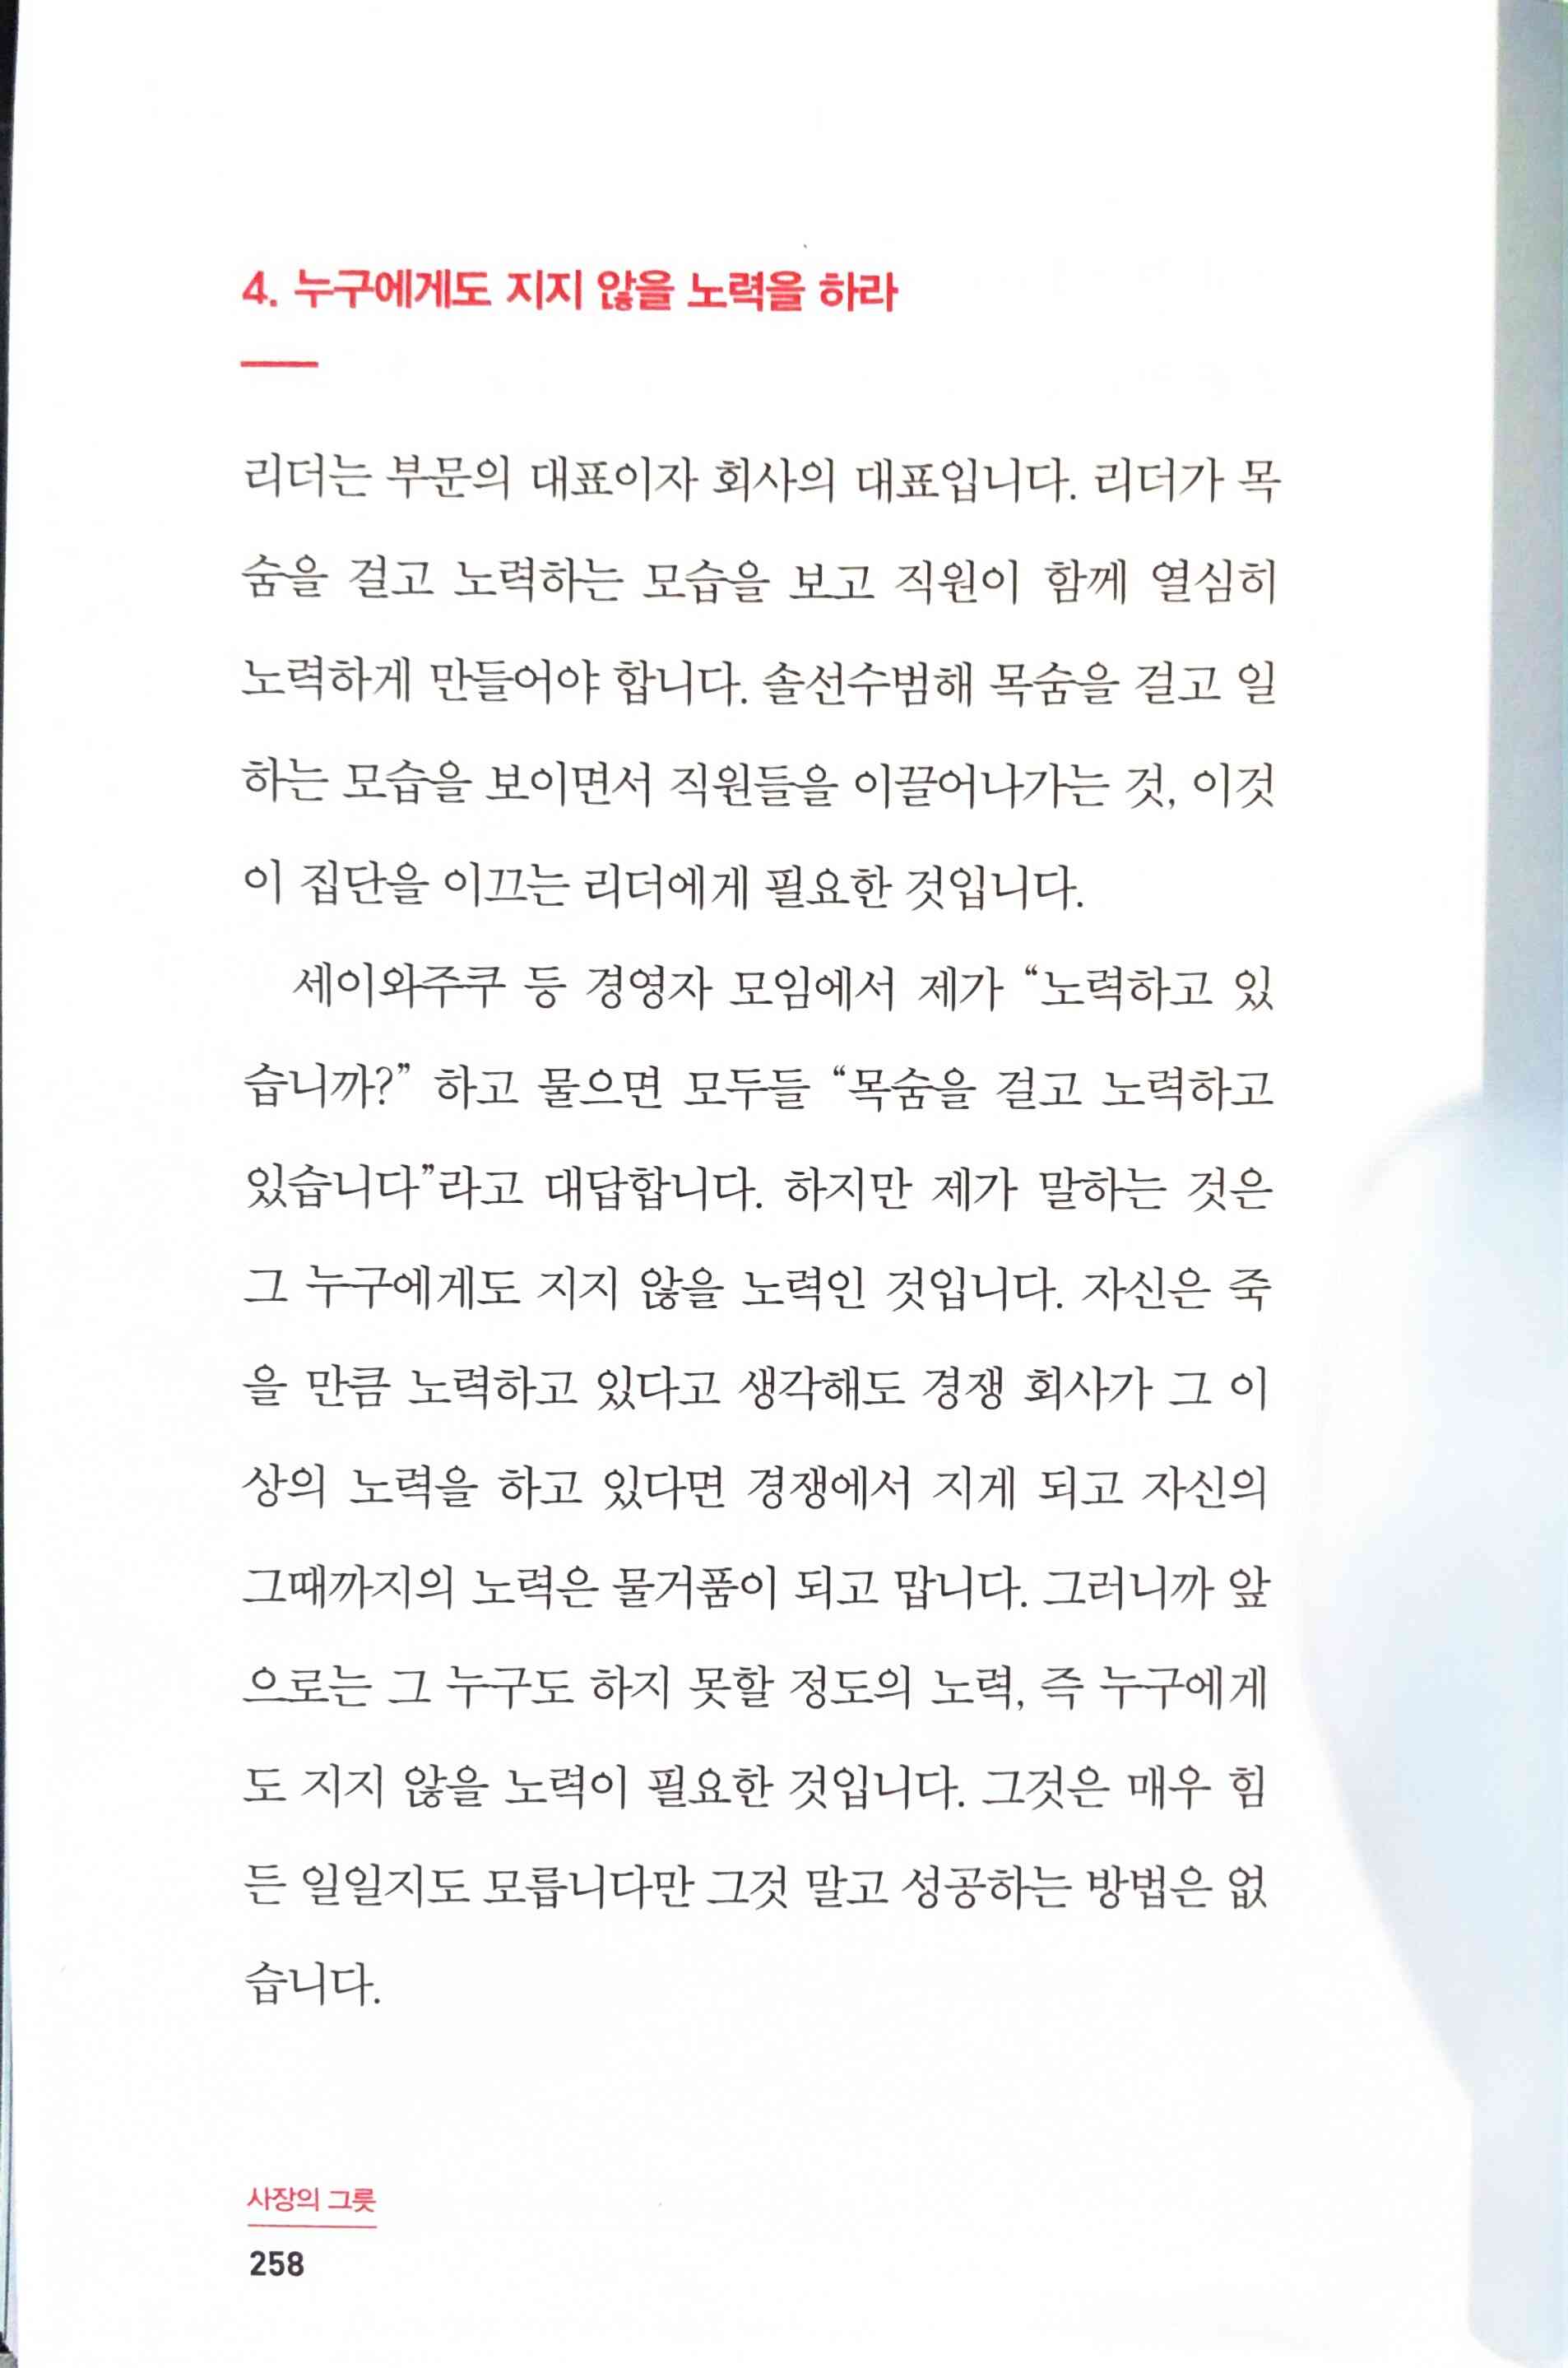 4. 누구에게도 지지 않을 노력을 하라
리더는 부문의 대표이자 회사의 대표입니다. 리더가 목
숨을 걸고 노력하는 모습을 보고 직원이 함께 열심히
노력하게 만들어야 합니다. 솔선수범해 목숨을 걸고 일
하는 모습을 보이면서 직원들을 이끌어나가는 것, 이것
이 집단을 이끄는 리더에게 필요한 것입니다.
세이와주쿠 등 경영자 모임에서 제가 “노력하고 있
습니까?” 하고 물으면 모두들 “목숨을 걸고 노력하고
있습니다”라고 대답합니다. 하지만 제가 말하는 것은
그 누구에게도 지지 않을 노력인 것입니다. 자신은 죽
을 만큼 노력하고 있다고 생각해도 경쟁 회사가 그 이
상의 노력을 하고 있다면 경쟁에서 지게 되고 자신의
그때까지의 노력은 물거품이 되고 맙니다. 그러니까 앞
으로는 그 누구도 하지 못할 정도의 노력, 즉 누구에게
도 지지 않을 노력이 필요한 것입니다. 그것은 매우 힘
든 일일지도 모릅니다만 그것 말고 성공하는 방법은 없
습니다.
사장의 그릇
258